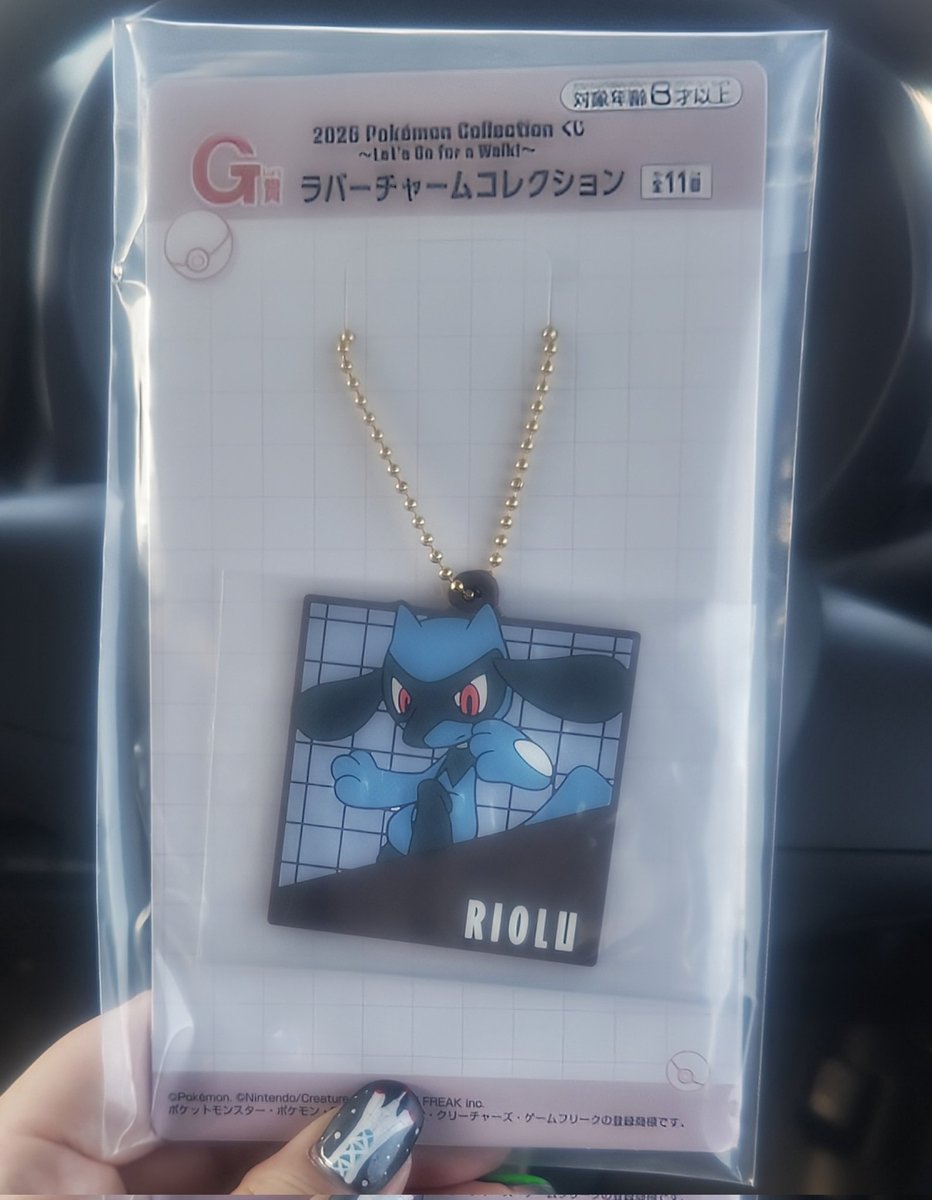 対象年齢6才以上
2026 Pokémon Collection くじ
~Let's Go for a Walk!~
G賞 ラバーチャームコレクション 全11種
RIOLU
©Pokémon. ©Nintendo/Creature FREAK inc.
ポケットモンスター・ポケモン・ ・クリーチャーズ・ゲームフリークの登録商標です。